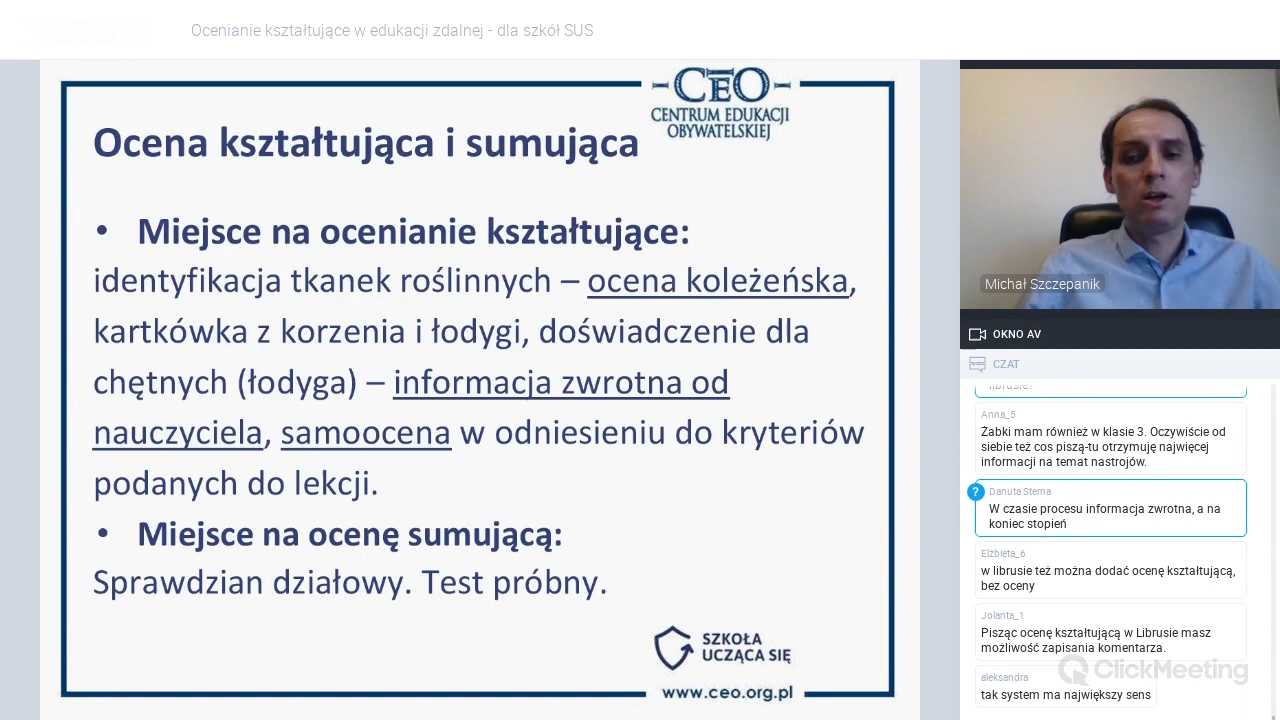 Ocenianie kształtujące w edukacji zdalnej - dla szkół SUS
CEO
CENTRUM EDUKACJI
OBYWATELSKIEJ
Ocena kształtująca i sumująca
• Miejsce na ocenianie kształtujące:
identyfikacja tkanek roślinnych – ocena koleżeńska,
kartkówka z korzenia i łodygi, doświadczenie dla
chętnych (łodyga) – informacja zwrotna od
nauczyciela, samoocena w odniesieniu do kryteriów
podanych do lekcji.
• Miejsce na ocenę sumującą:
Sprawdzian działowy. Test próbny.
SZKOŁA
UCZĄCA SIĘ
www.ceo.org.pl
Michał Szczepanik
OKNO AV
CZAT
librusie?
Anna_5
Żabki mam również w klasie 3. Oczywiście od
siebie też cos piszą-tu otrzymuję najwięcej
informacji na temat nastrojów.
?
Danuta Sterna
W czasie procesu informacja zwrotna, a na
koniec stopień
Elżbieta_6
w librusie też można dodać ocenę kształtującą,
bez oceny
Jolanta_1
Pisząc ocenę kształtującą w Librusie masz
możliwość zapisania komentarza.
ClickMeeting
aleksandra
tak system ma największy sens